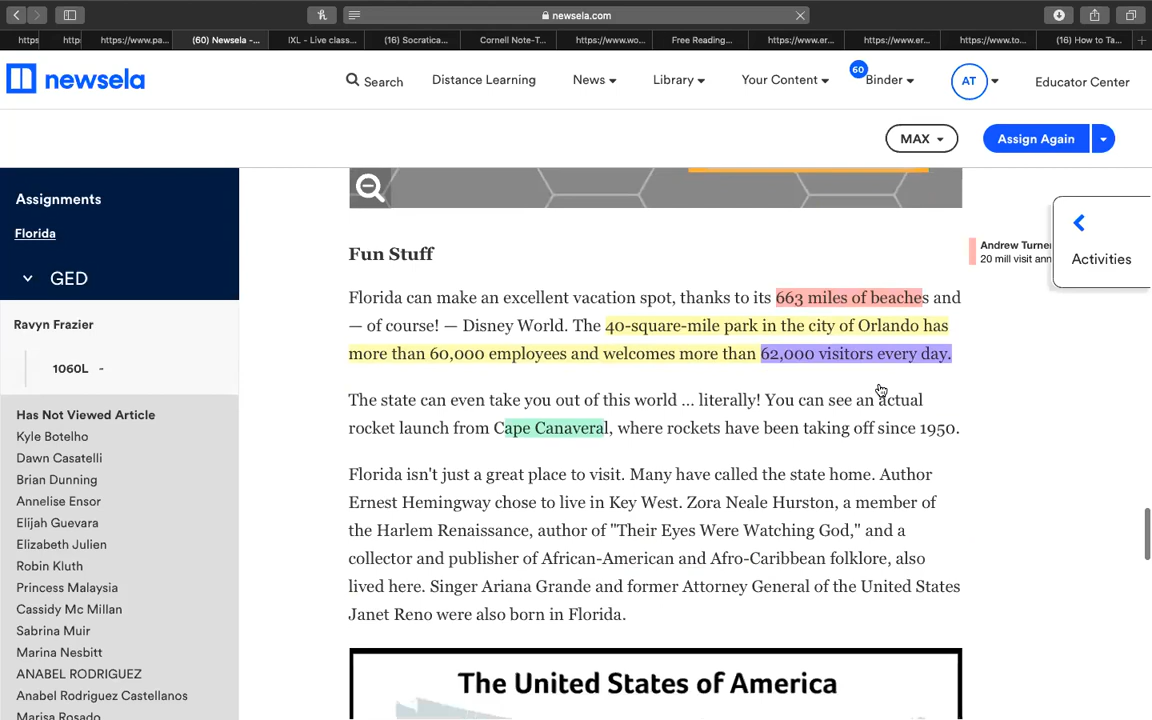 newsela.com
https
http
https://www.pa...
(60) Newsela -...
IXL - Live class...
(16) Socratica...
Cornell Note-T...
https://www.wo...
Free Reading...
https://www.er...
https://www.er...
https://www.to...
(16) How to Ta...
newsela
Search
Distance Learning
News
Library
Your Content
60
Binder
AT
Educator Center
MAX
Assign Again
Assignments
Florida
GED
Ravyn Frazier
1060L -
Has Not Viewed Article
Kyle Botelho
Dawn Casatelli
Brian Dunning
Annelise Ensor
Elijah Guevara
Elizabeth Julien
Robin Kluth
Princess Malaysia
Cassidy Mc Millan
Sabrina Muir
Marina Nesbitt
ANABEL RODRIGUEZ
Anabel Rodriguez Castellanos
Marisa Rosado
Fun Stuff
Florida can make an excellent vacation spot, thanks to its 663 miles of beaches and
— of course! — Disney World. The 40-square-mile park in the city of Orlando has
more than 60,000 employees and welcomes more than 62,000 visitors every day.
The state can even take you out of this world ... literally! You can see an actual
rocket launch from Cape Canaveral, where rockets have been taking off since 1950.
Florida isn't just a great place to visit. Many have called the state home. Author
Ernest Hemingway chose to live in Key West. Zora Neale Hurston, a member of
the Harlem Renaissance, author of "Their Eyes Were Watching God," and a
collector and publisher of African-American and Afro-Caribbean folklore, also
lived here. Singer Ariana Grande and former Attorney General of the United States
Janet Reno were also born in Florida.
The United States of America
Andrew Turne
20 mill visit ann
Activities